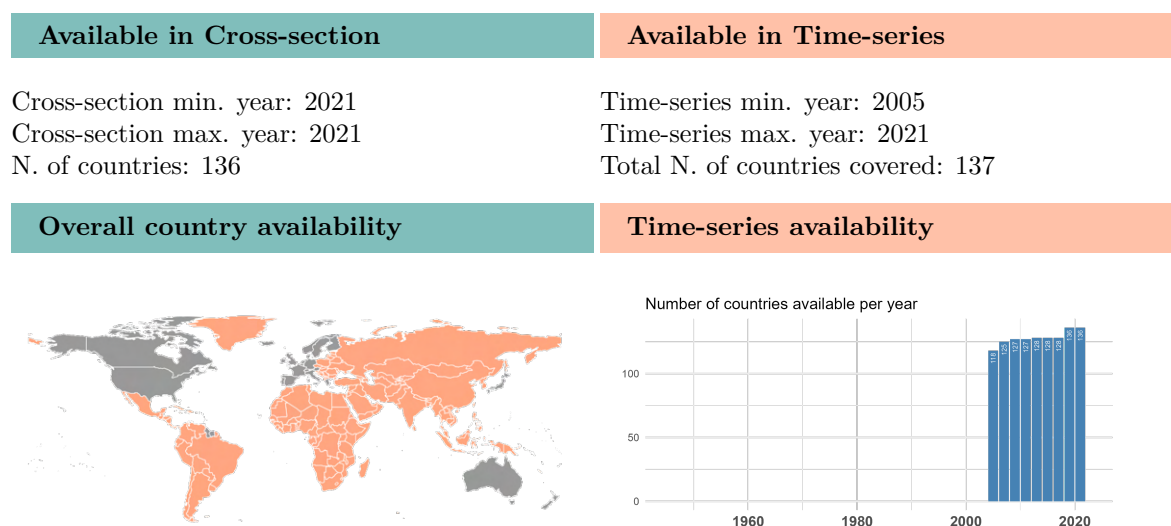 Available in Cross-section
Available in Time-series
Cross-section min. year: 2021
Cross-section max. year: 2021
N. of countries: 136
Time-series min. year: 2005
Time-series max. year: 2021
Total N. of countries covered: 137
Overall country availability
Time-series availability
Number of countries available per year
118 125 127 127 128 128 128 136 136
100
50
0
1960 1980 2000 2020